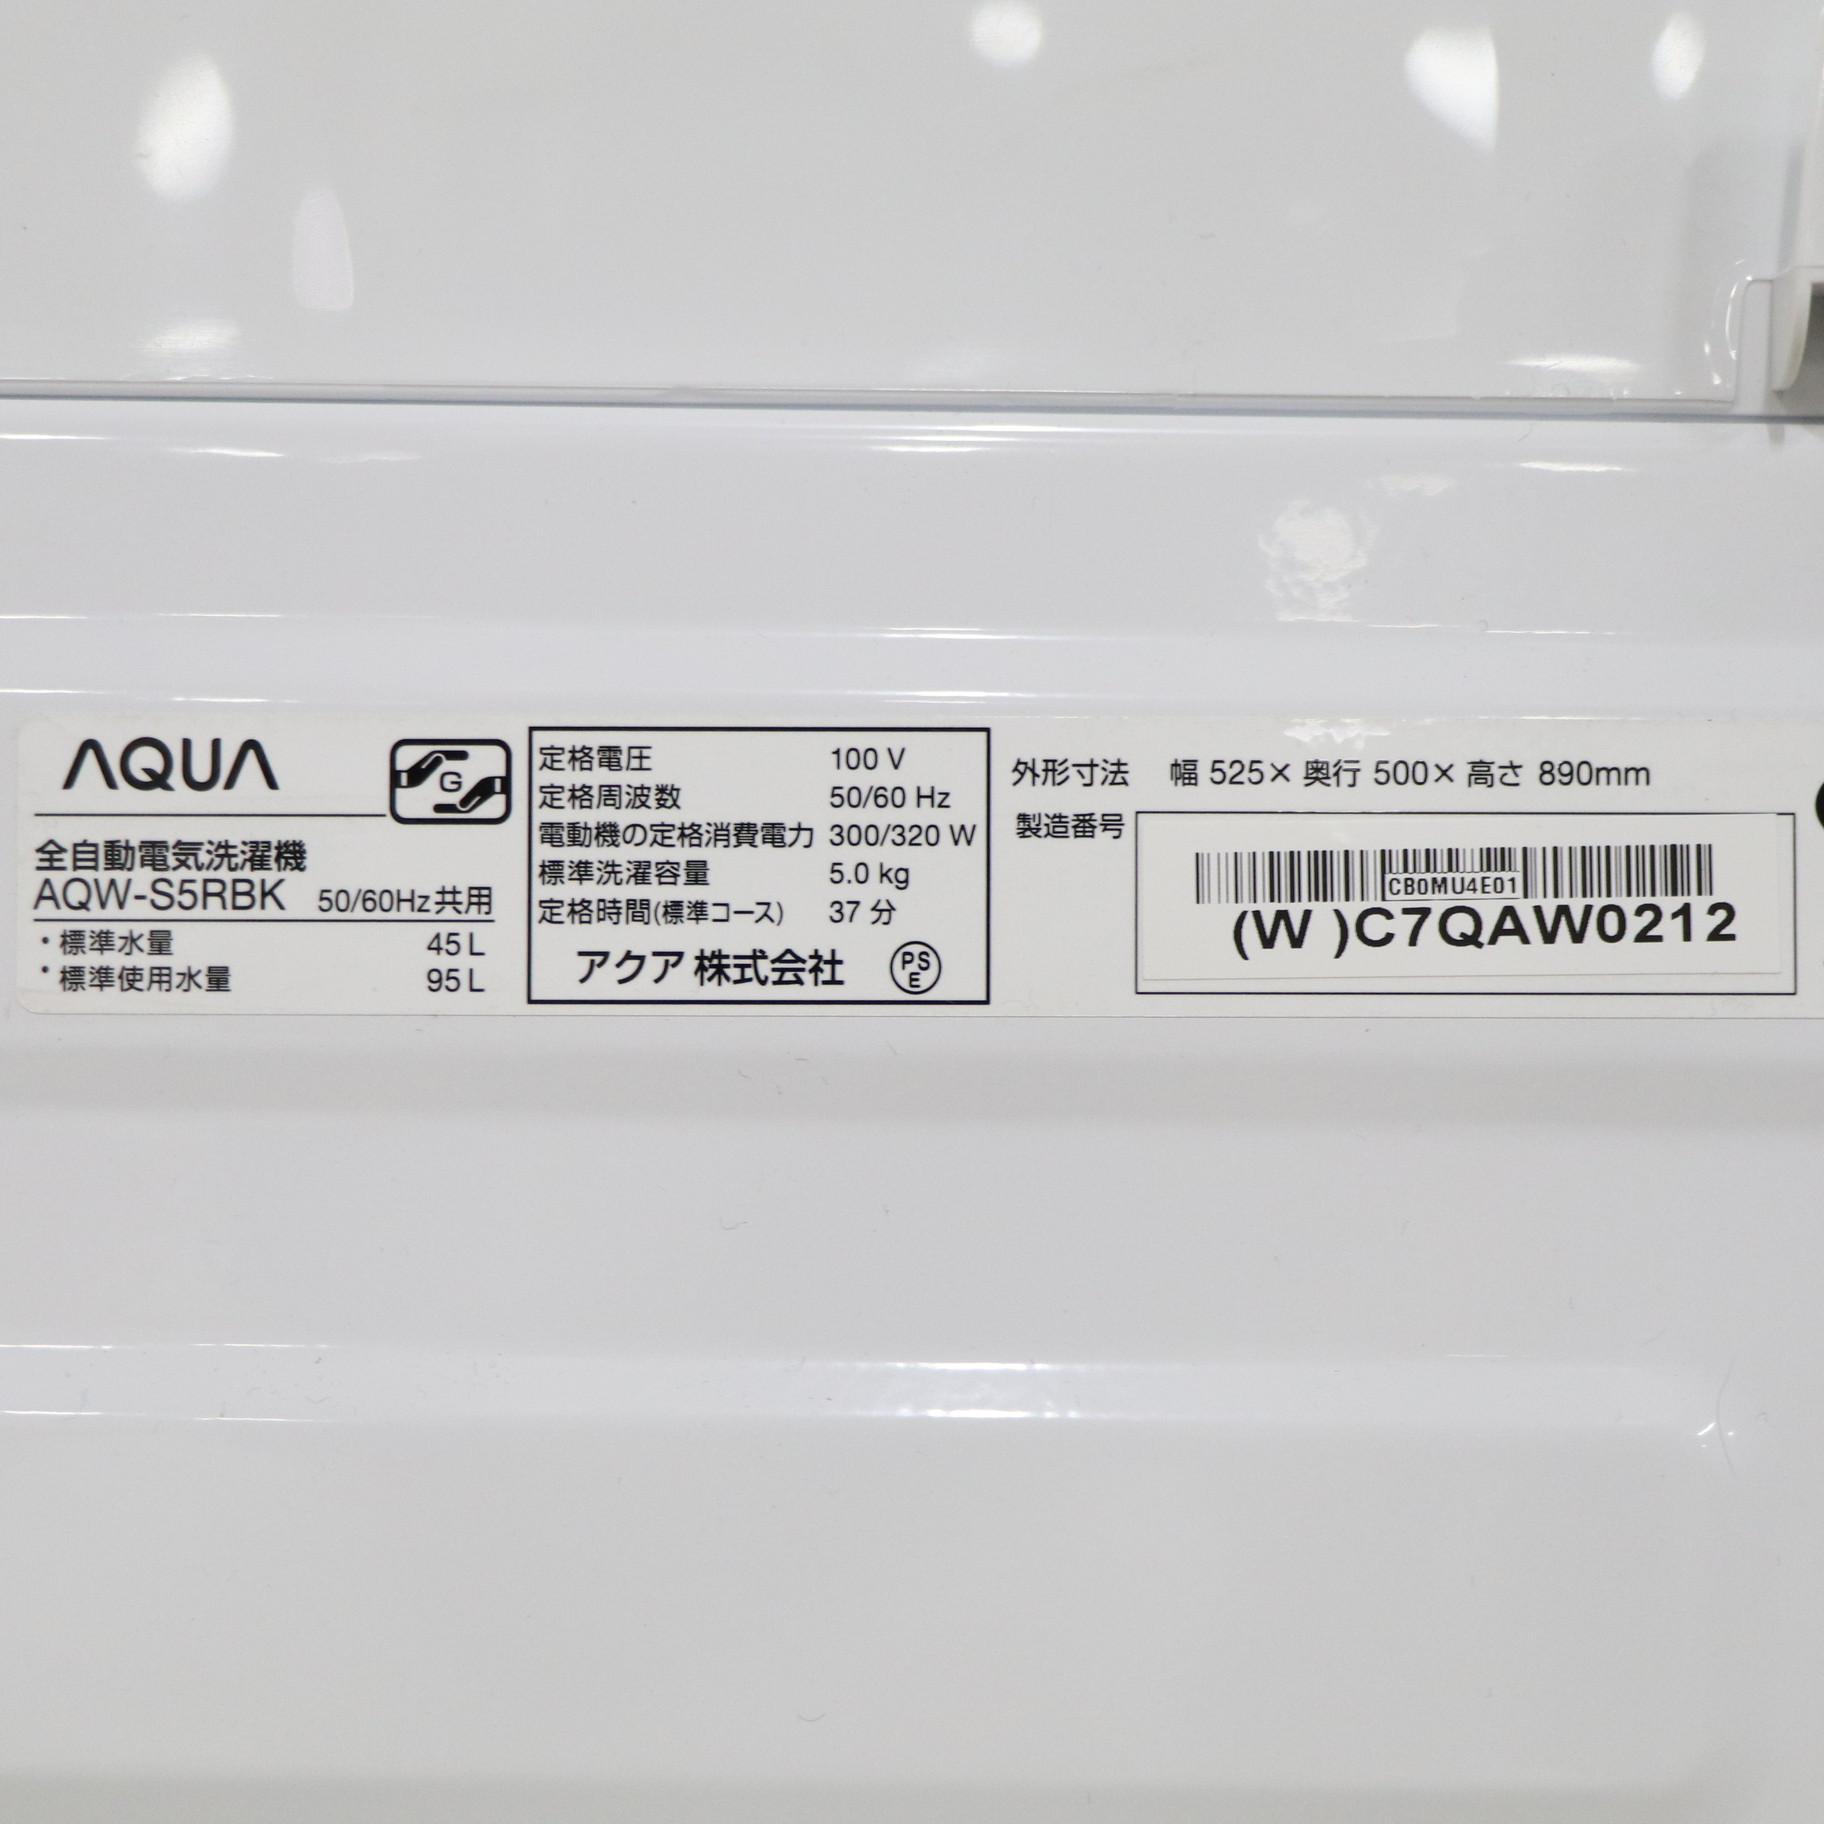 AQUA
G
全自動電気洗濯機
AQW-S5RBK 50/60Hz共用
・標準水量 45 L
・標準使用水量 95 L
定格電圧 100 V
定格周波数 50/60 Hz
電動機の定格消費電力 300/320 W
標準洗濯容量 5.0 kg
定格時間(標準コース) 37 分
アクア 株式会社 PS E
外形寸法 幅 525× 奥行 500× 高さ 890mm
製造番号
CB0MU4E01
(W )C7QAW0212